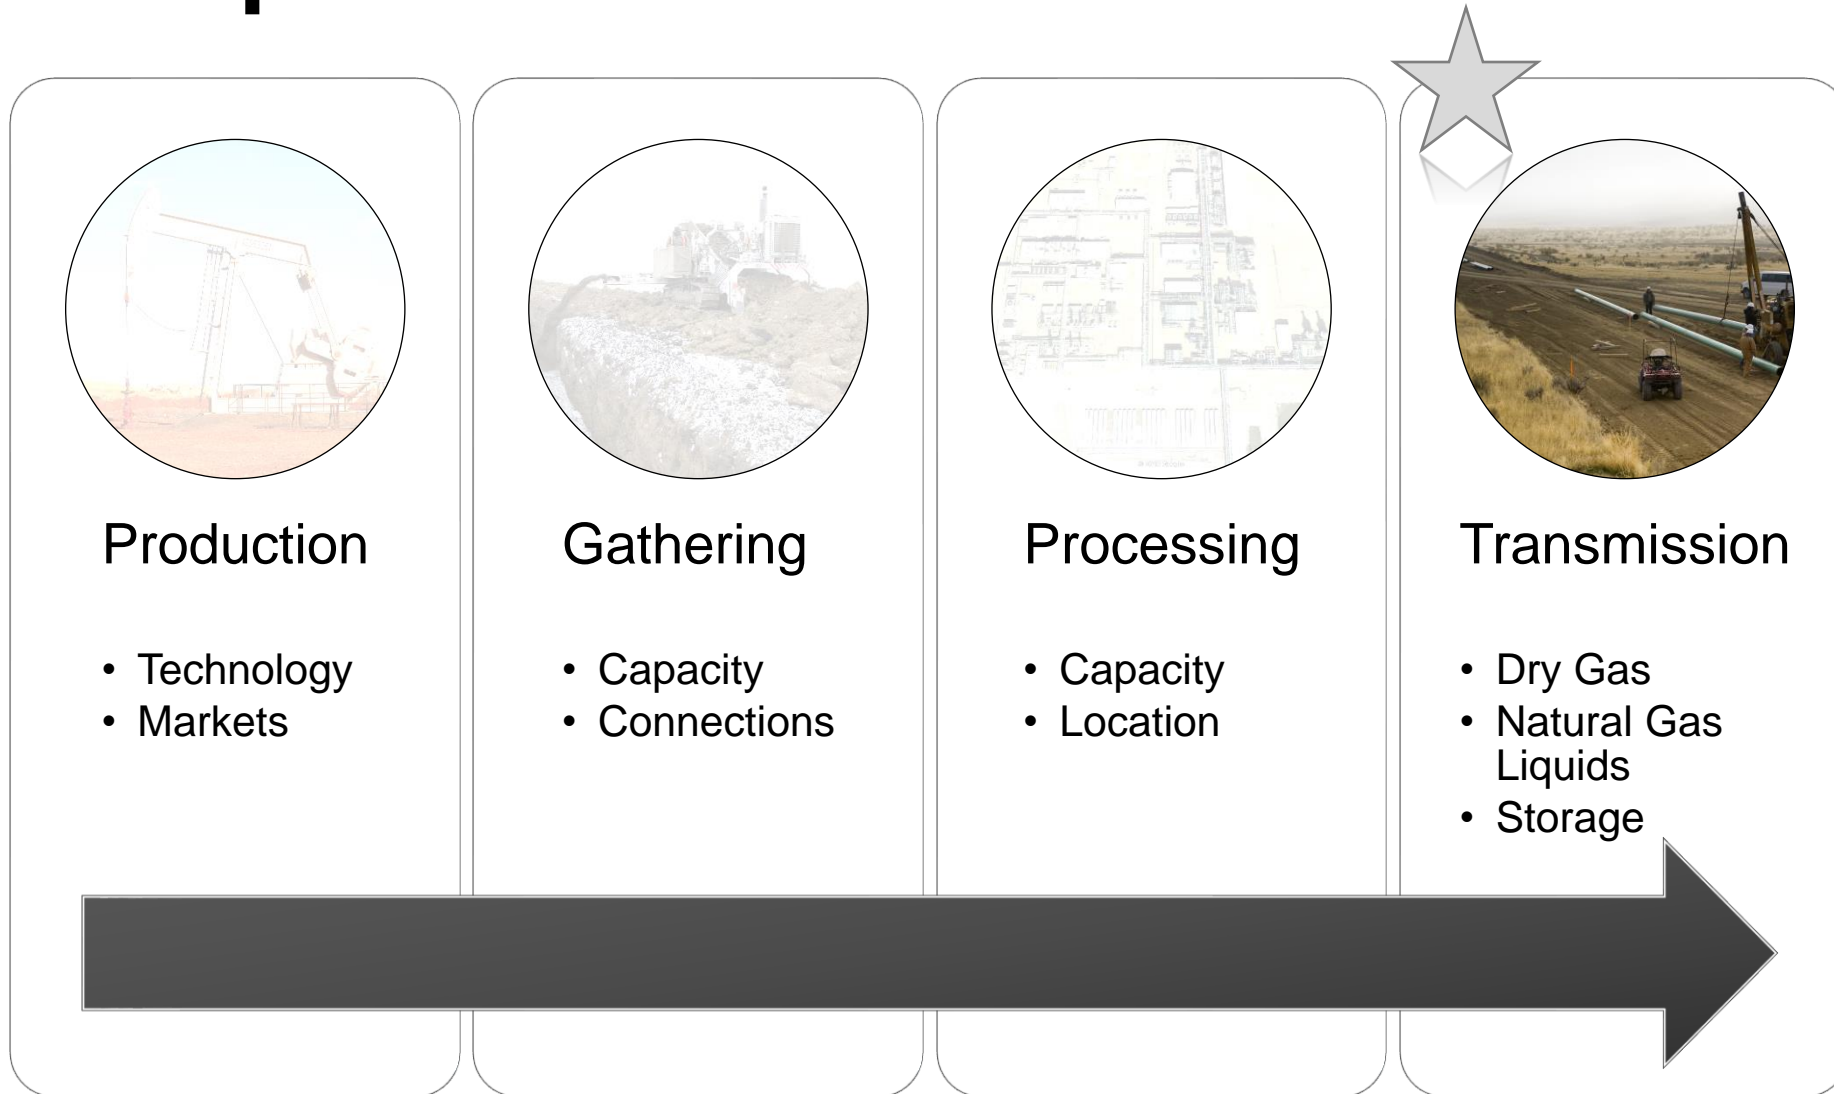 Production
• Technology
• Markets
Gathering
• Capacity
• Connections
Processing
• Capacity
• Location
Transmission
• Dry Gas
• Natural Gas
Liquids
• Storage